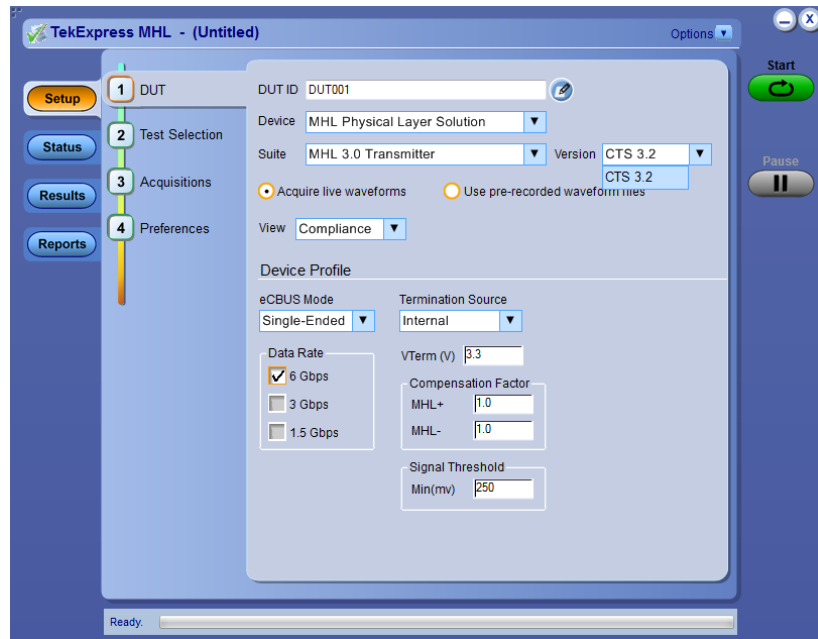 TekExpress MHL - (Untitled)
Options
X
Start
Pause
Setup
Status
Results
Reports
1 DUT
2 Test Selection
3 Acquisitions
4 Preferences
DUT ID DUT001
Device MHL Physical Layer Solution
Suite MHL 3.0 Transmitter Version CTS 3.2
CTS 3.2
Acquire live waveforms Use pre-recorded waveform files
View Compliance
Device Profile
eCBUS Mode Termination Source
Single-Ended Internal
Data Rate
6 Gbps
3 Gbps
1.5 Gbps
VTerm (V) 3.3
Compensation Factor
MHL+ 1.0
MHL- 1.0
Signal Threshold
Min(mv) 250
Ready.